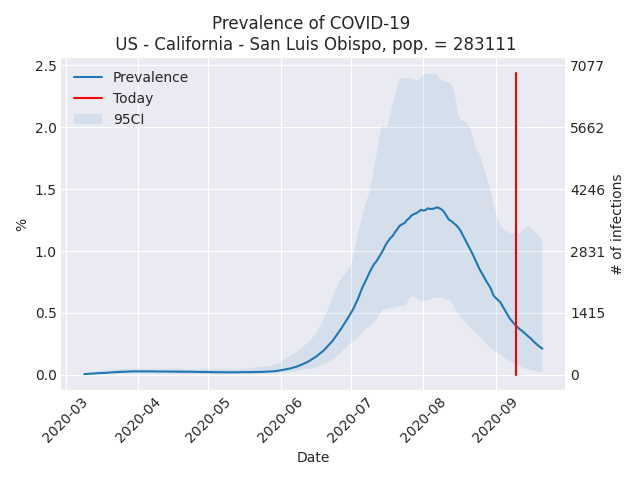 Prevalence of COVID-19
US - California - San Luis Obispo, pop. = 283111
Prevalence
Today
95CI
2.5
2.0
1.5
1.0
0.5
0.0
%
7077
5662
4246
2831
1415
0
# of infections
2020-03
2020-04
2020-05
2020-06
2020-07
2020-08
2020-09
Date